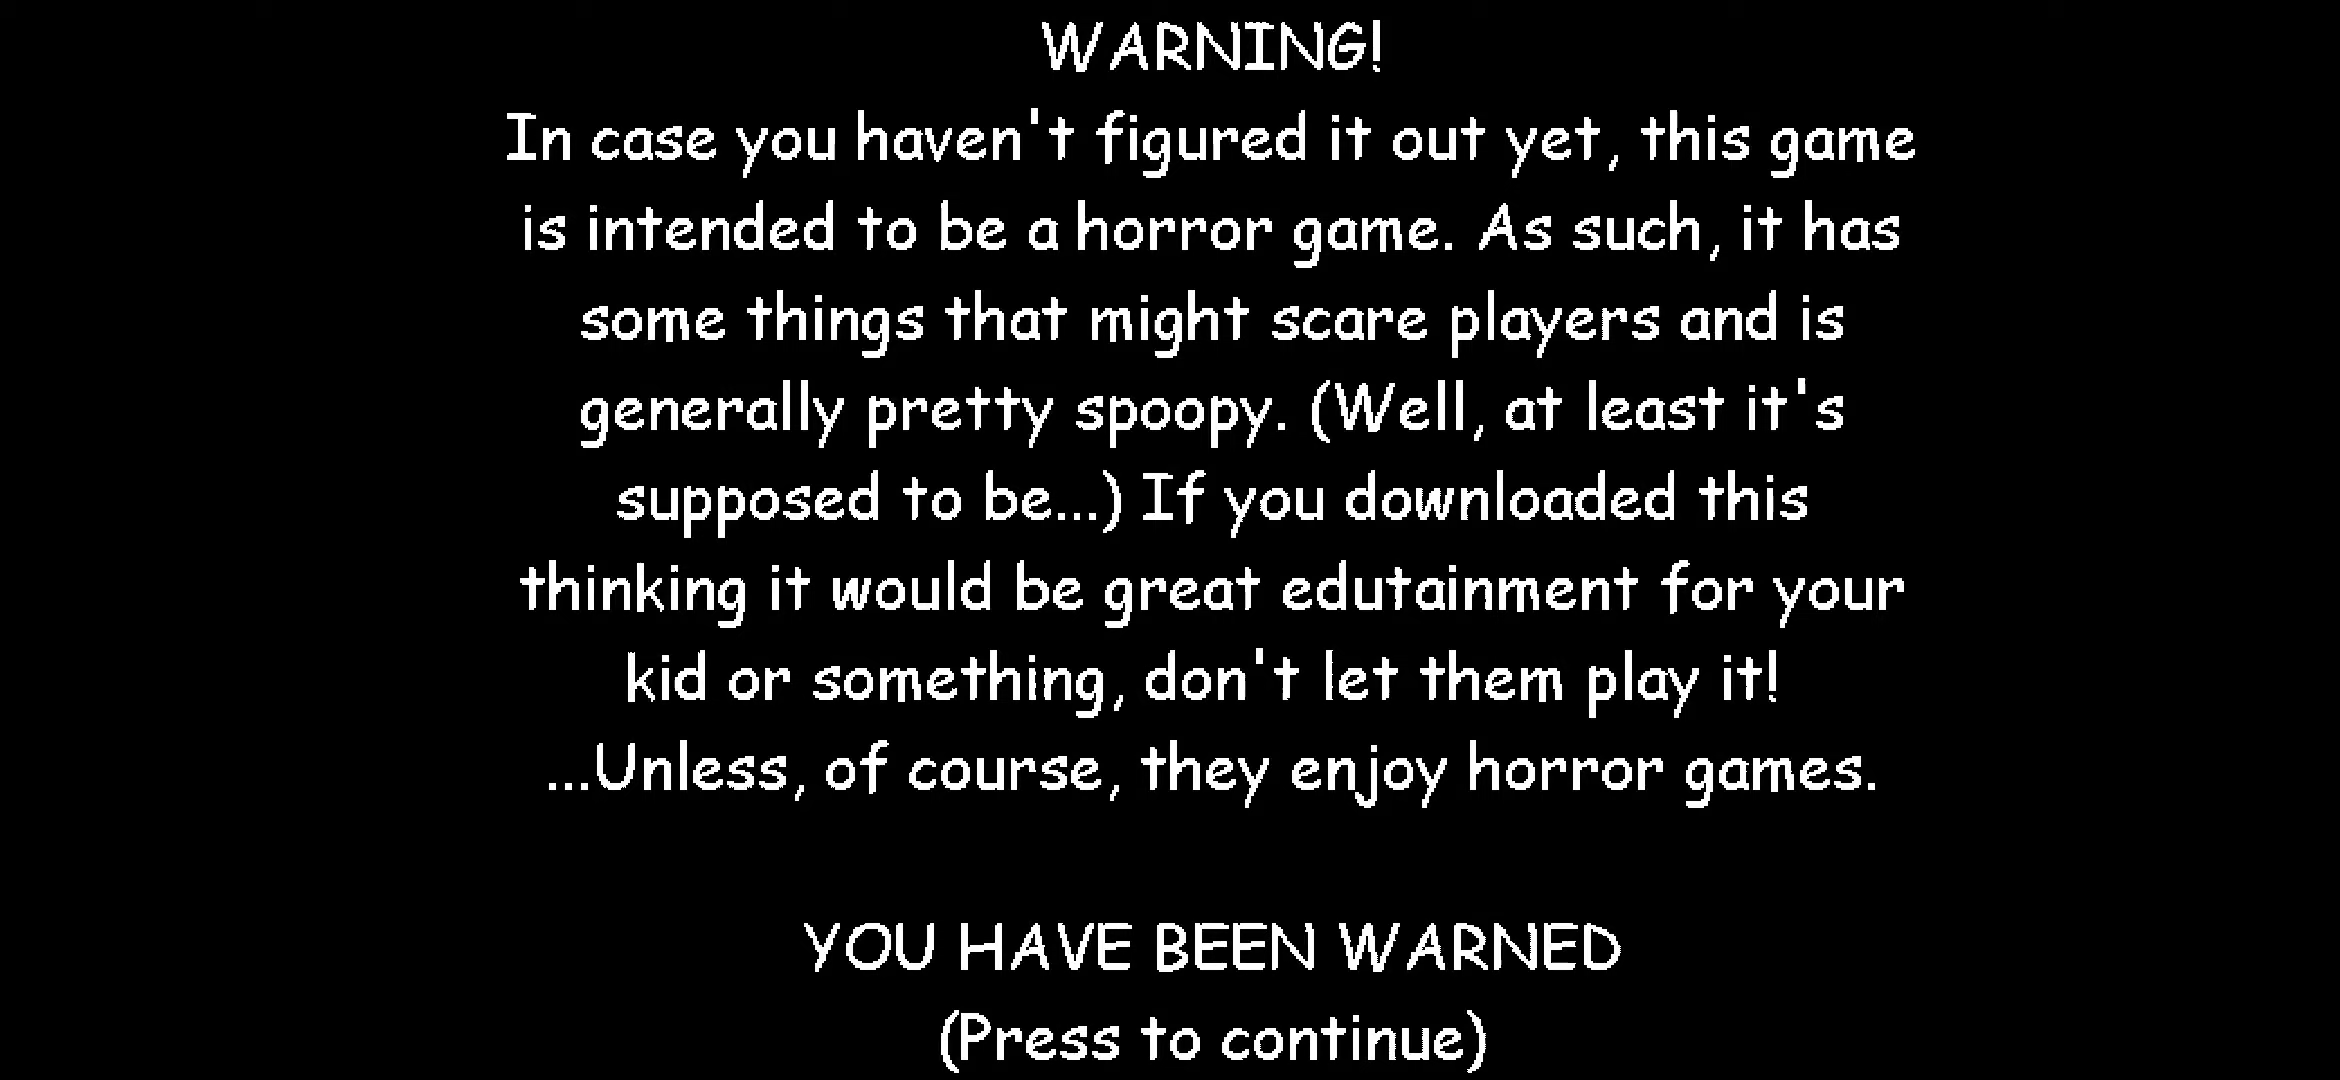 WARNING!
In case you haven't figured it out yet, this game
is intended to be a horror game. As such, it has
some things that might scare players and is
generally pretty spoopy. (Well, at least it's
supposed to be...) If you downloaded this
thinking it would be great edutainment for your
kid or something, don't let them play it!
...Unless, of course, they enjoy horror games.
YOU HAVE BEEN WARNED
(Press to continue)